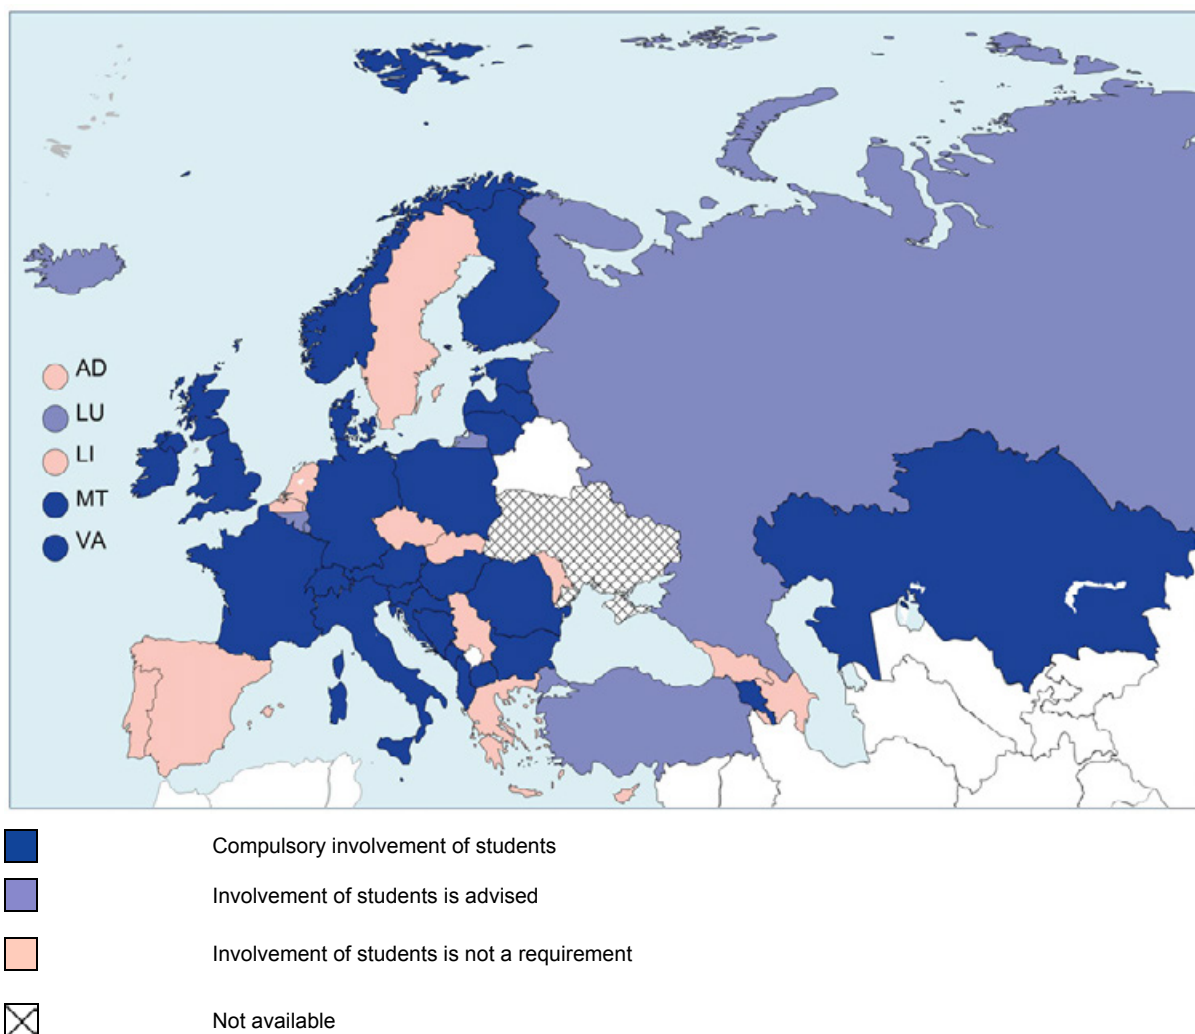 AD
LU
LI
MT
VA
Compulsory involvement of students
Involvement of students is advised
Involvement of students is not a requirement
Not available